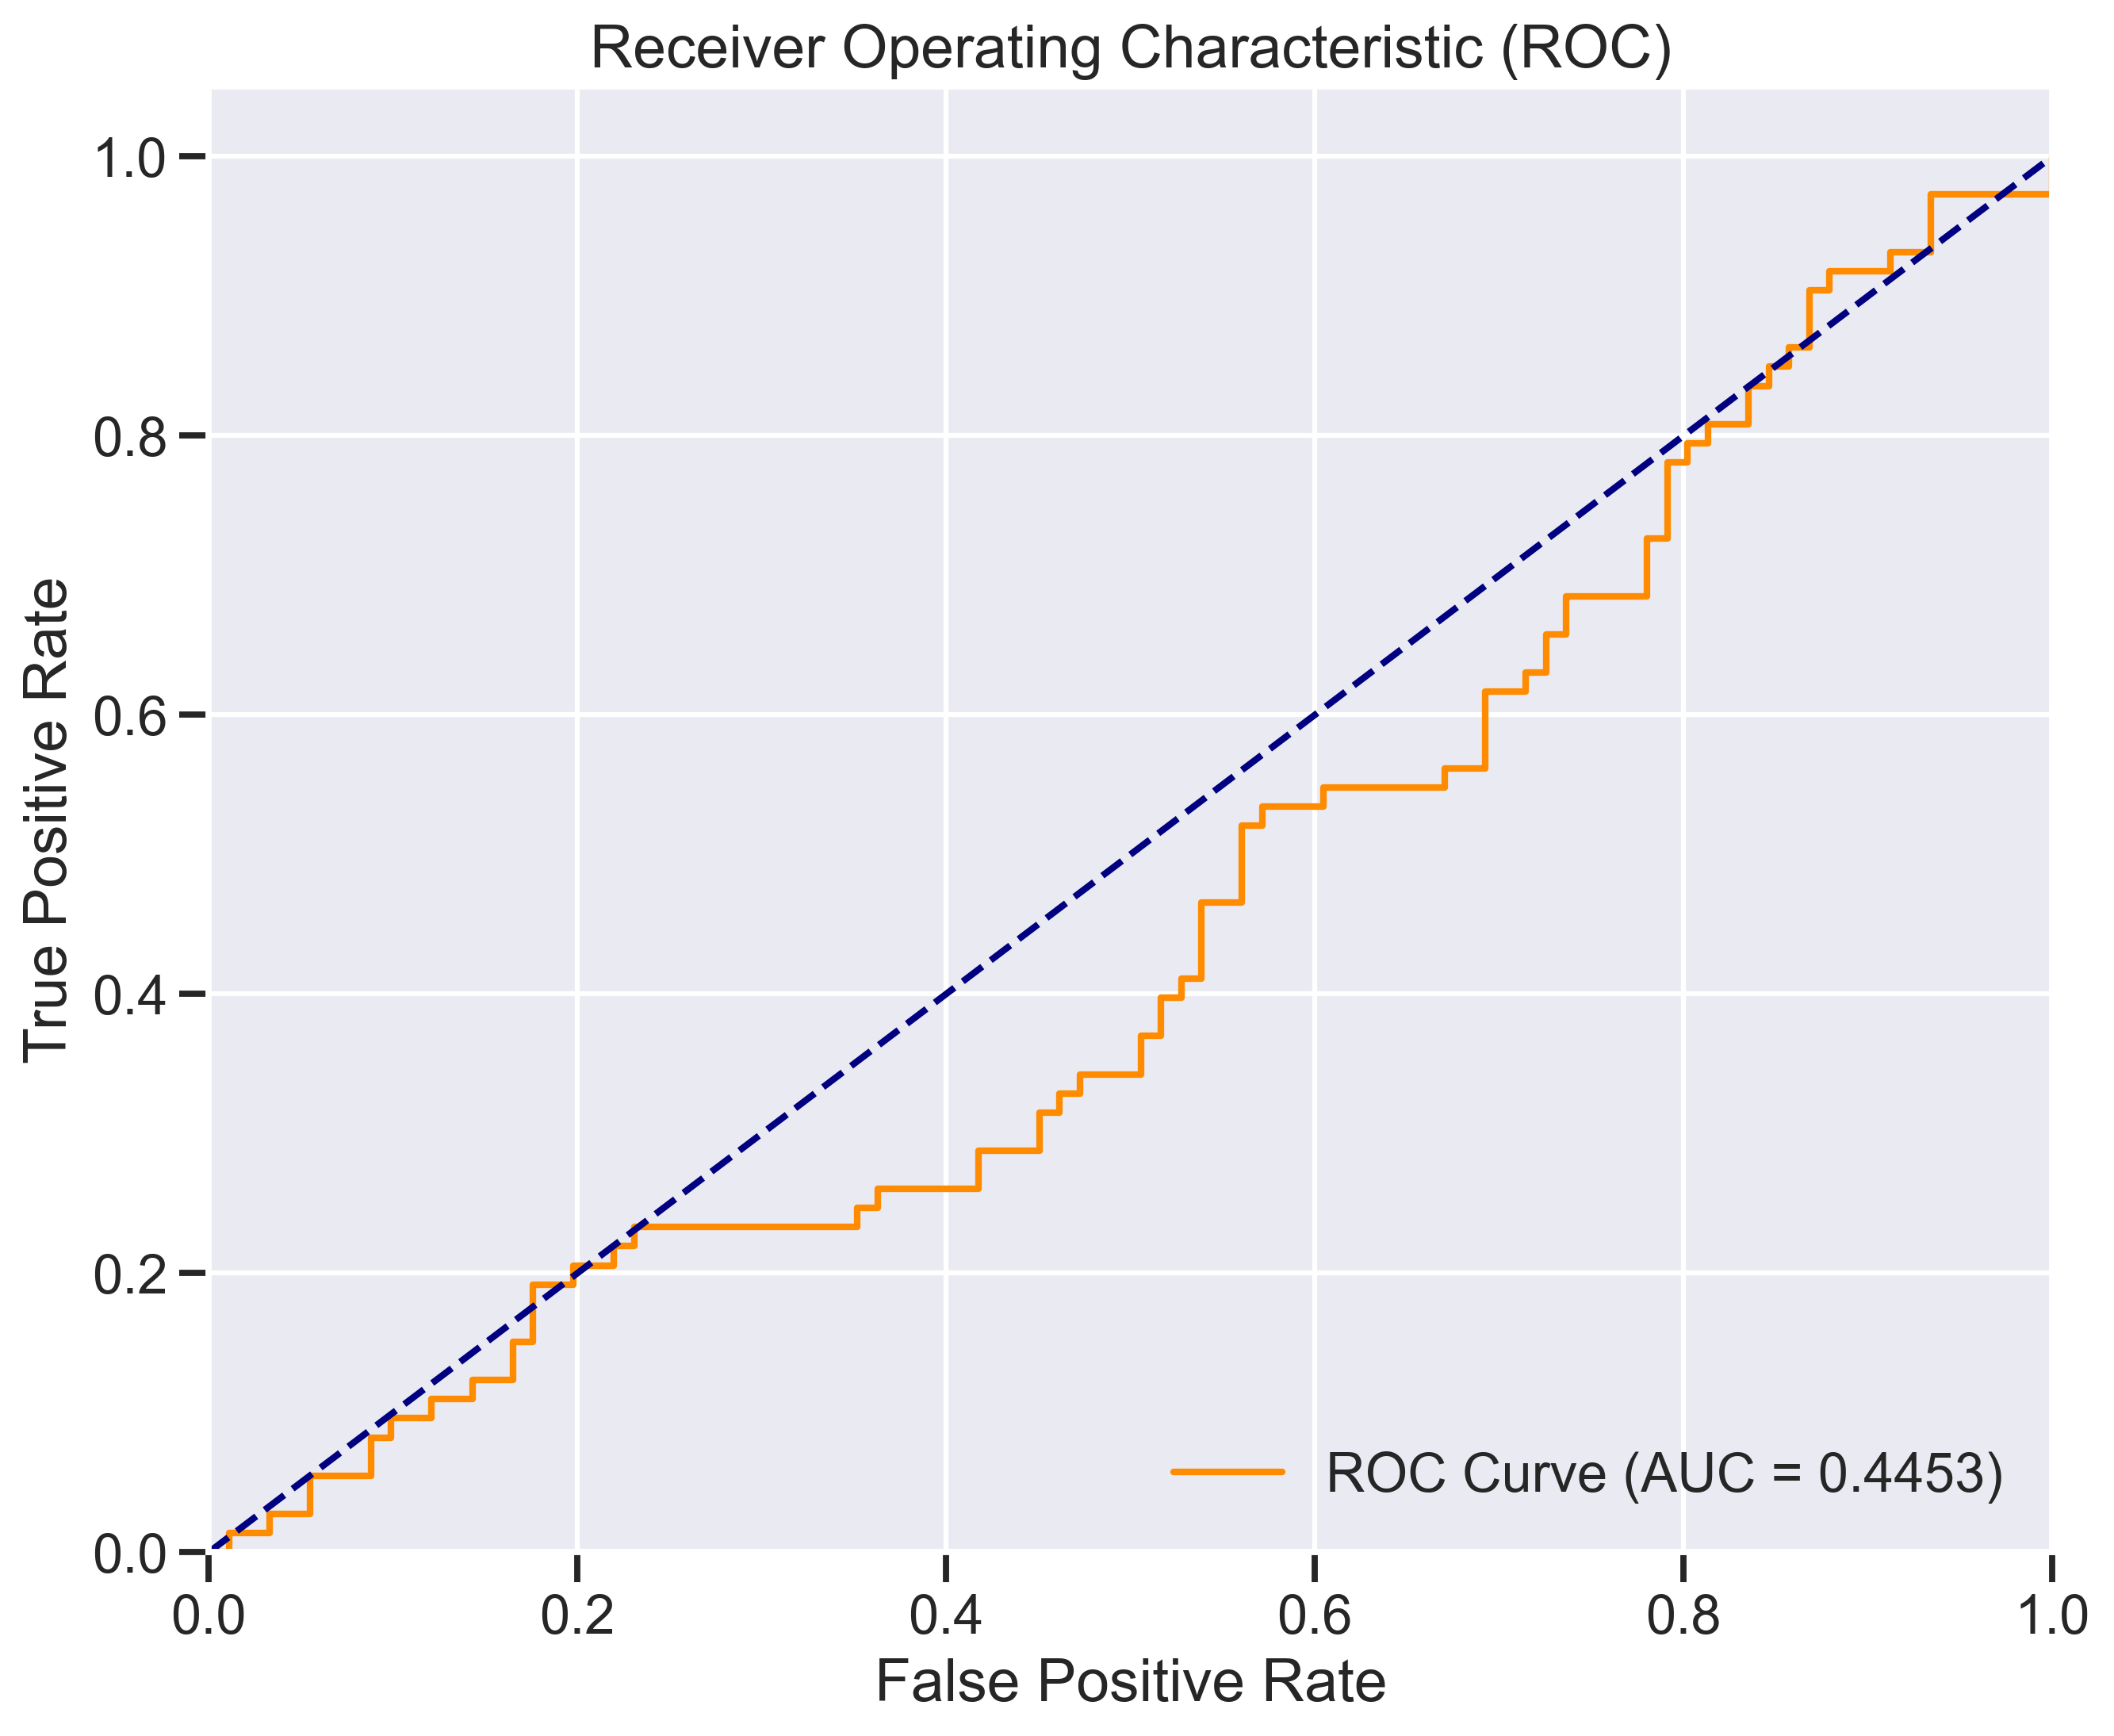 Receiver Operating Characteristic (ROC)
1.0
0.8
0.6
0.4
0.2
0.0
True Positive Rate
ROC Curve (AUC = 0.4453)
0.0 0.2 0.4 0.6 0.8 1.0
False Positive Rate